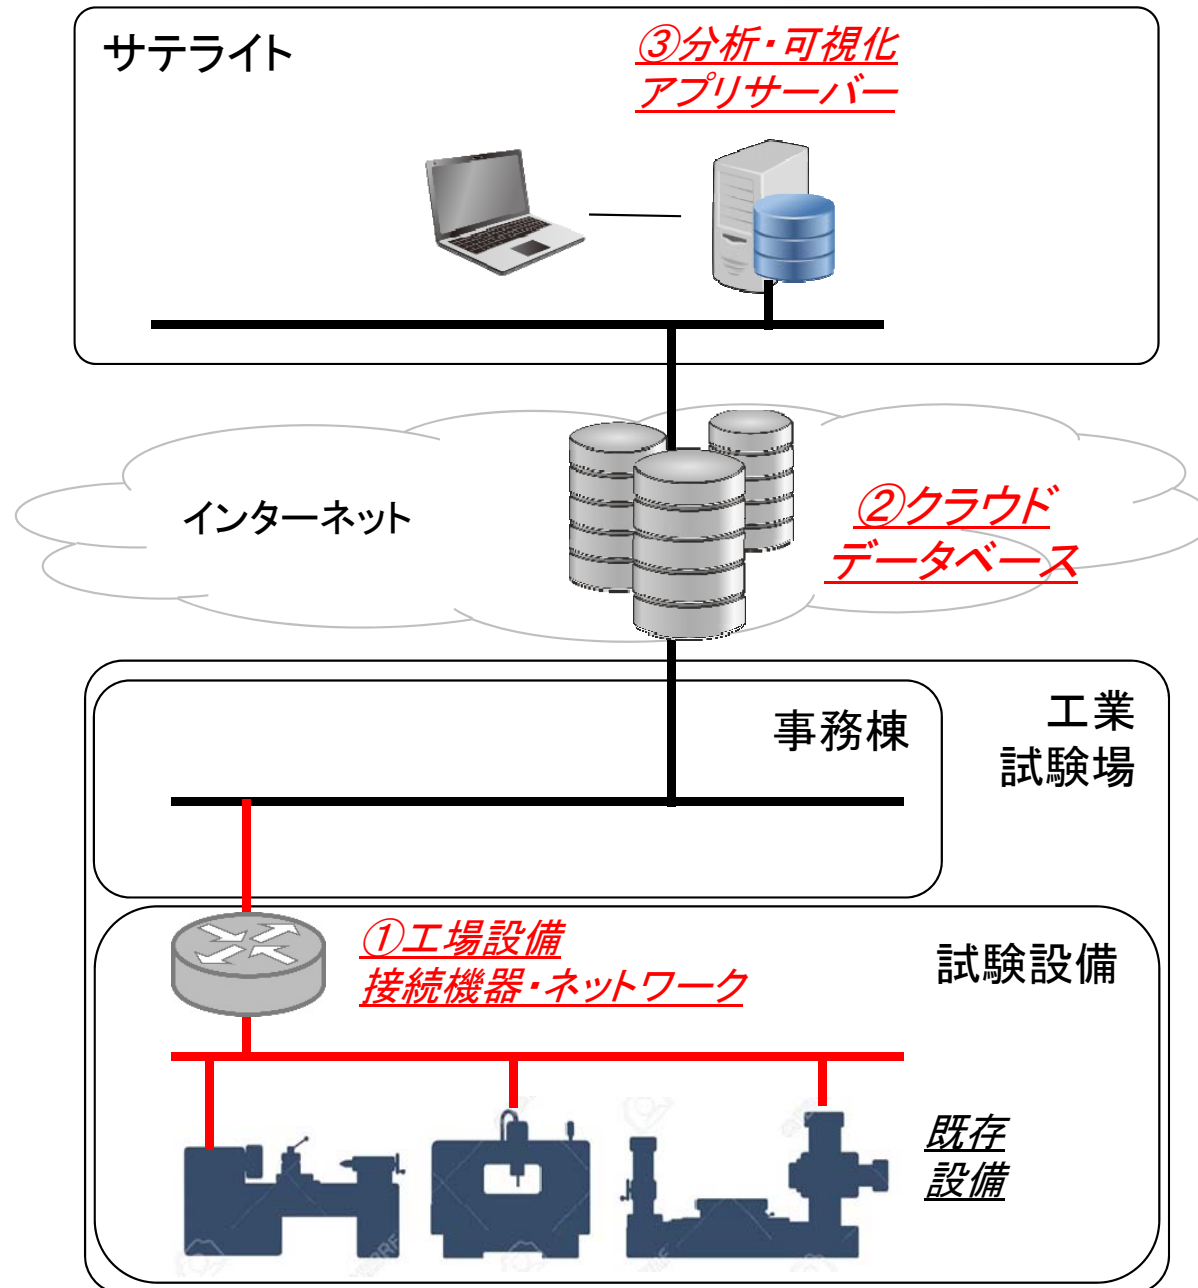 サテライト
③分析・可視化
アプリサーバー
インターネット
②クラウド
データベース
事務棟
工業
試験場
①工場設備
接続機器・ネットワーク
試験設備
既存
設備